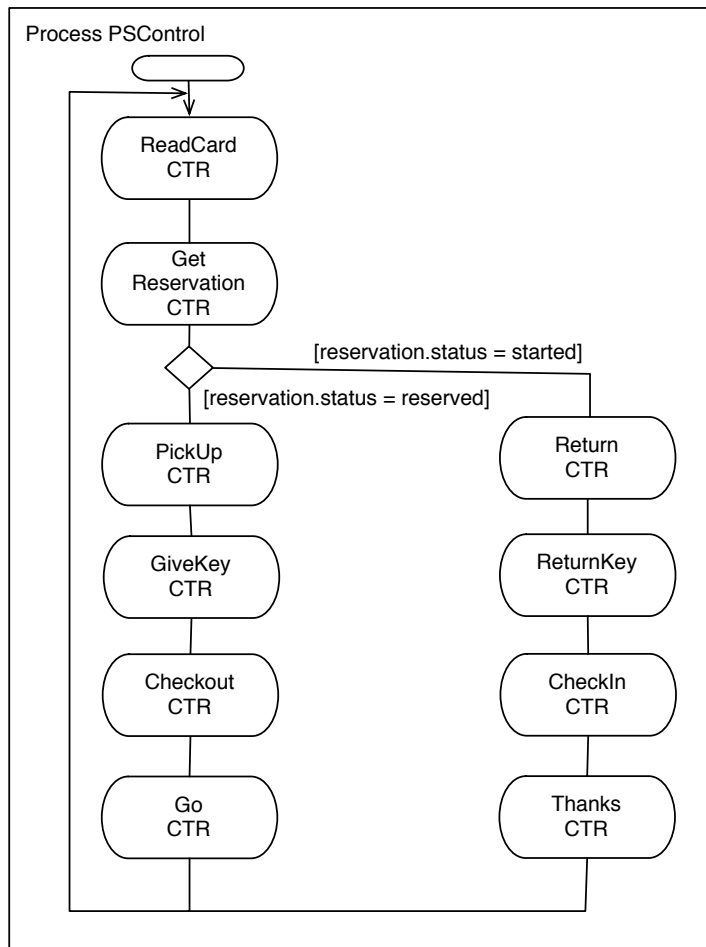 Process PSControl
ReadCard
CTR
Get
Reservation
CTR
[reservation.status = started]
[reservation.status = reserved]
PickUp
CTR
Return
CTR
GiveKey
CTR
ReturnKey
CTR
Checkout
CTR
CheckIn
CTR
Go
CTR
Thanks
CTR